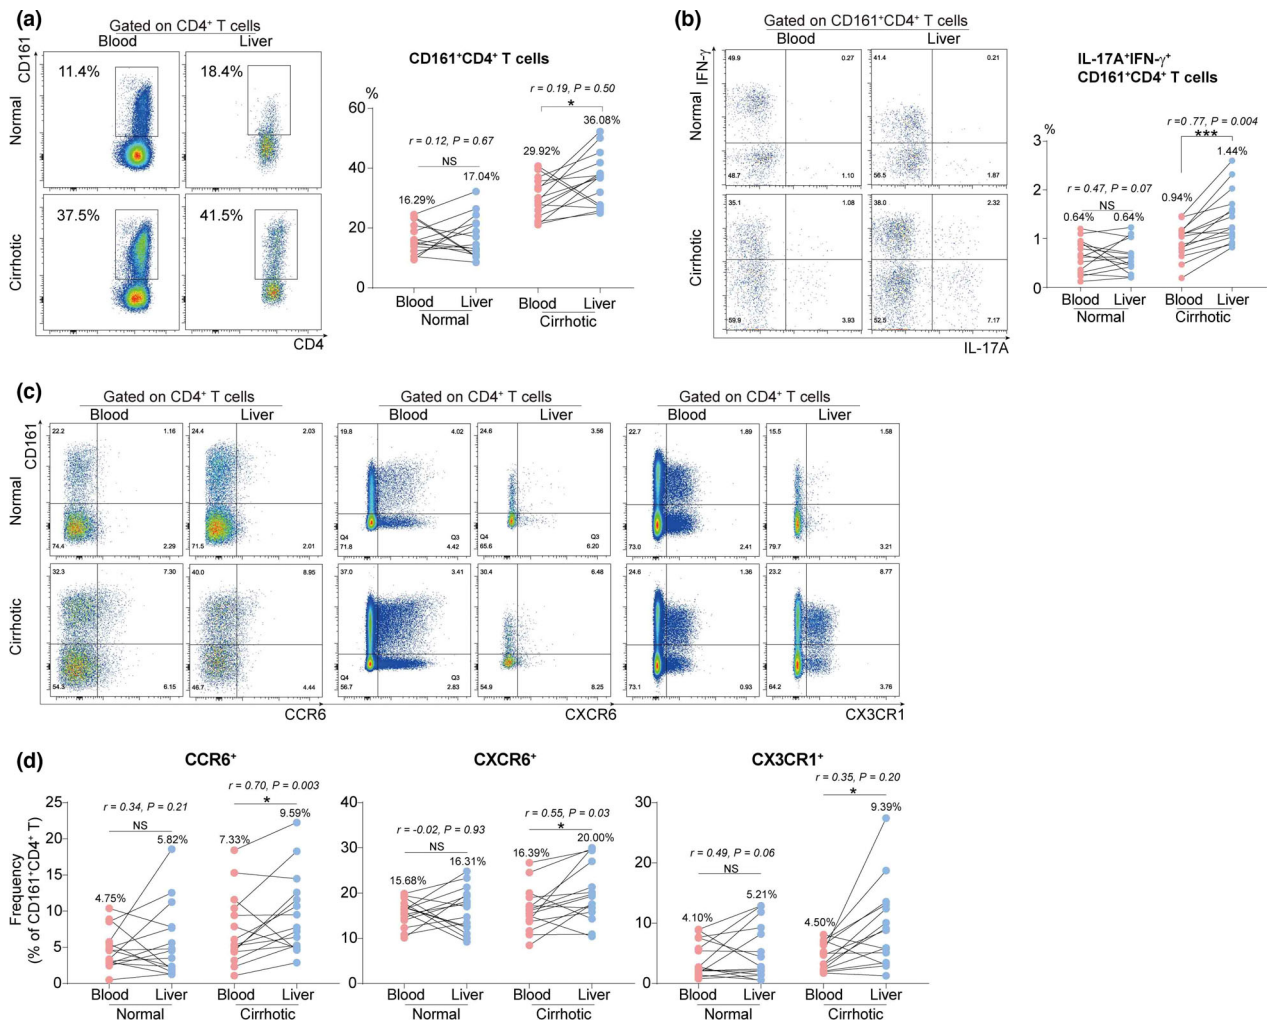 (a)
Gated on CD4⁺ T cells
Blood Liver
CD161
Normal
11.4% 18.4%
Cirrhotic
37.5% 41.5%
CD4
CD161⁺CD4⁺ T cells
%
60
40
20
0
r = 0.12, P = 0.67
NS
16.29% 17.04%
r = 0.19, P = 0.50
*
29.92% 36.08%
Blood Liver Blood Liver
Normal Cirrhotic
(b)
Gated on CD161⁺CD4⁺ T cells
Blood Liver
IFN-γ
Normal
49.9 0.27 41.4 0.21
48.7 1.10 56.5 1.87
Cirrhotic
35.1 1.08 38.0 2.32
59.9 3.93 52.5 7.17
IL-17A
IL-17A⁺IFN-γ⁺
CD161⁺CD4⁺ T cells
%
3
2
1
0
r = 0.47, P = 0.07
NS
0.64% 0.64%
r =0 .77, P = 0.004
***
0.94% 1.44%
Blood Liver Blood Liver
Normal Cirrhotic
(c)
Gated on CD4⁺ T cells Gated on CD4⁺ T cells Gated on CD4⁺ T cells
Blood Liver Blood Liver Blood Liver
CD161
Normal
22.2 1.16 24.4 2.03 19.8 4.02 24.6 3.56 22.7 1.89 15.5 1.58
Q4 Q3 Q4 Q3
74.4 2.29 71.5 2.01 71.8 4.42 65.6 6.20 73.0 2.41 79.7 3.21
Cirrhotic
32.3 7.30 40.0 8.95 37.0 3.41 30.4 6.48 24.6 1.36 23.2 8.77
Q4 Q3
54.3 6.15 46.7 4.44 56.7 2.83 54.9 8.25 73.1 0.93 64.2 3.76
CCR6 CXCR6 CX3CR1
(d)
Frequency
(% of CD161⁺CD4⁺ T)
CCR6⁺
25
20
15
10
5
0
r = 0.34, P = 0.21
NS
4.75% 5.82%
r = 0.70, P = 0.003
*
7.33% 9.59%
Blood Liver Blood Liver
Normal Cirrhotic
CXCR6⁺
40
30
20
10
0
r = -0.02, P = 0.93
NS
15.68% 16.31%
r = 0.55, P = 0.03
*
16.39% 20.00%
Blood Liver Blood Liver
Normal Cirrhotic
CX3CR1⁺
30
20
10
0
r = 0.49, P = 0.06
NS
4.10% 5.21%
r = 0.35, P = 0.20
*
4.50% 9.39%
Blood Liver Blood Liver
Normal Cirrhotic